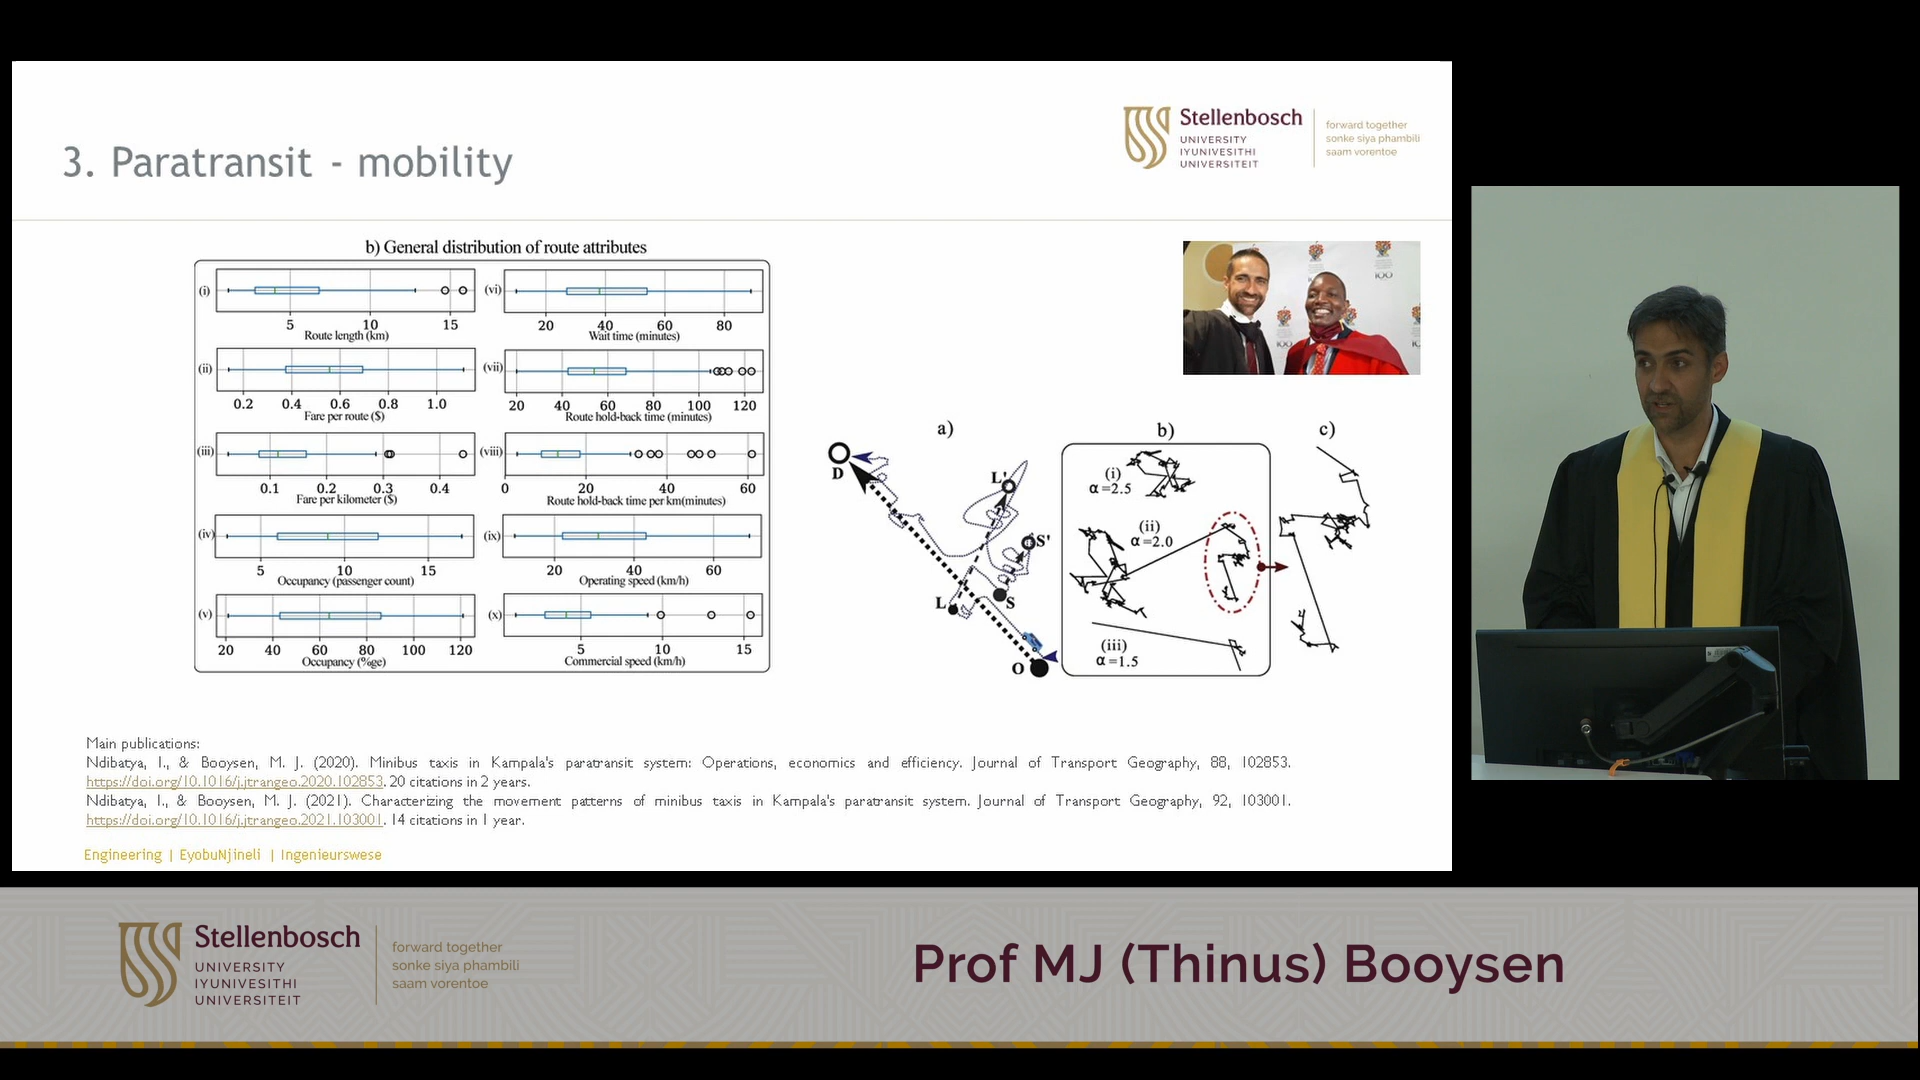 3. Paratransit - mobility
Stellenbosch
UNIVERSITY
IYUNIVESITHI
UNIVERSITEIT
forward together
sonke siya phambili
saam vorentoe
b) General distribution of route attributes
(i)
5 10 15
Route length (km)
(ii)
0.2 0.4 0.6 0.8 1.0
Fare per route ($)
(iii)
0.1 0.2 0.3 0.4
Fare per kilometer ($)
(iv)
5 10 15
Occupancy (passenger count)
(v)
20 40 60 80 100 120
Occupancy (%ge)
(vi)
20 40 60 80
Wait time (minutes)
(vii)
20 40 60 80 100 120
Route hold-back time (minutes)
(viii)
0 20 40 60
Route hold-back time per km(minutes)
(ix)
20 40 60
Operating speed (km/h)
(x)
5 10 15
Commercial speed (km/h)
100
100
a)
D
L'
S'
L
S
O
b)
(i)
α=2.5
(ii)
α=2.0
(iii)
α=1.5
c)
Main publications:
Ndibatya, I., & Booysen, M. J. (2020). Minibus taxis in Kampala's paratransit system: Operations, economics and efficiency. Journal of Transport Geography, 88, 102853.
https://doi.org/10.1016/j.jtrangeo.2020.102853. 20 citations in 2 years.
Ndibatya, I., & Booysen, M. J. (2021). Characterizing the movement patterns of minibus taxis in Kampala's paratransit system. Journal of Transport Geography, 92, 103001.
https://doi.org/10.1016/j.jtrangeo.2021.103001. 14 citations in 1 year.
Engineering | EyobuNjineli | Ingenieurswese
Stellenbosch
UNIVERSITY
IYUNIVESITHI
UNIVERSITEIT
forward together
sonke siya phambili
saam vorentoe
Prof MJ (Thinus) Booysen